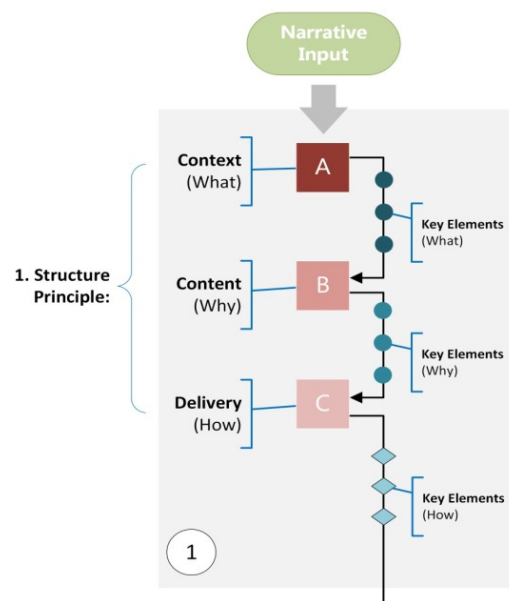 Narrative
Input
Context
(What)
A
Key Elements
(What)
1. Structure
Principle:
Content
(Why)
B
Key Elements
(Why)
Delivery
(How)
C
Key Elements
(How)
1